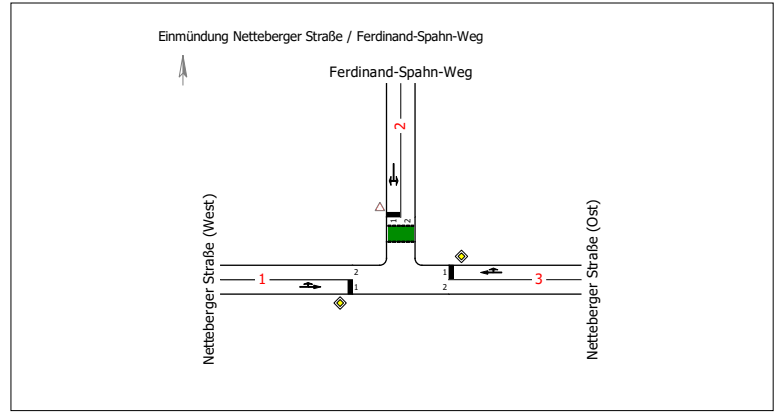 Einmündung Netteberger Straße / Ferdinand-Spahn-Weg
Ferdinand-Spahn-Weg
2
1
2
Netteberger Straße (West)
1
2
1
1
2
3
Netteberger Straße (Ost)